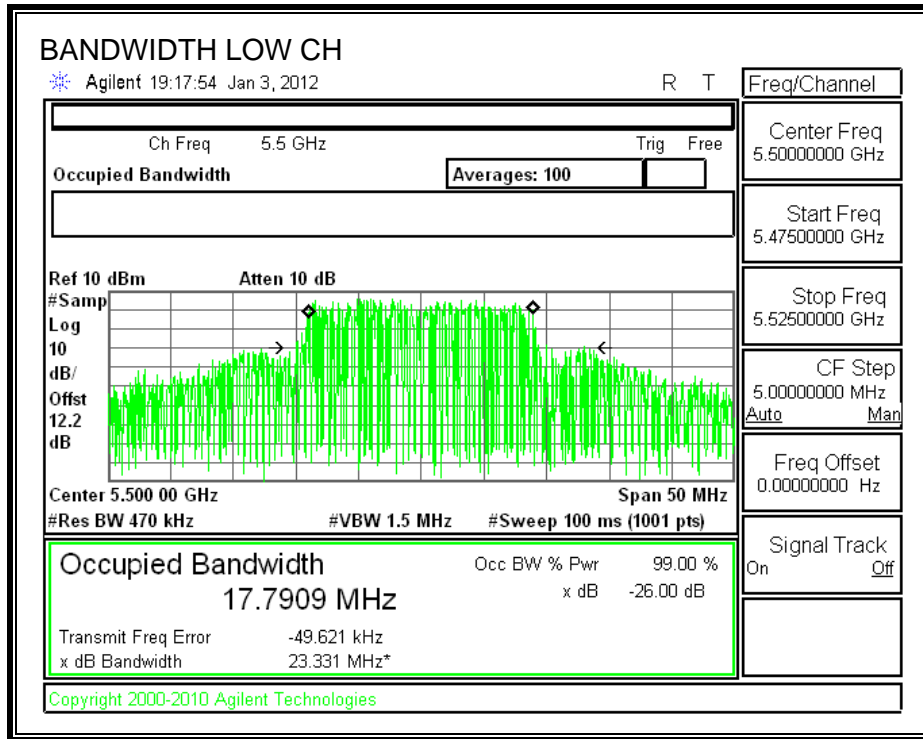 BANDWIDTH LOW CH
Agilent 19:17:54 Jan 3, 2012 R T
Ch Freq 5.5 GHz Trig Free
Occupied Bandwidth Averages: 100
Ref 10 dBm Atten 10 dB
#Samp
Log
10
dB/
Offst
12.2
dB
Center 5.500 00 GHz Span 50 MHz
#Res BW 470 kHz #VBW 1.5 MHz #Sweep 100 ms (1001 pts)
Occupied Bandwidth Occ BW % Pwr 99.00 %
17.7909 MHz x dB -26.00 dB
Transmit Freq Error -49.621 kHz
x dB Bandwidth 23.331 MHz*
Copyright 2000-2010 Agilent Technologies
Freq/Channel
Center Freq
5.50000000 GHz
Start Freq
5.47500000 GHz
Stop Freq
5.52500000 GHz
CF Step
5.00000000 MHz
Auto Man
Freq Offset
0.00000000 Hz
Signal Track
On Off